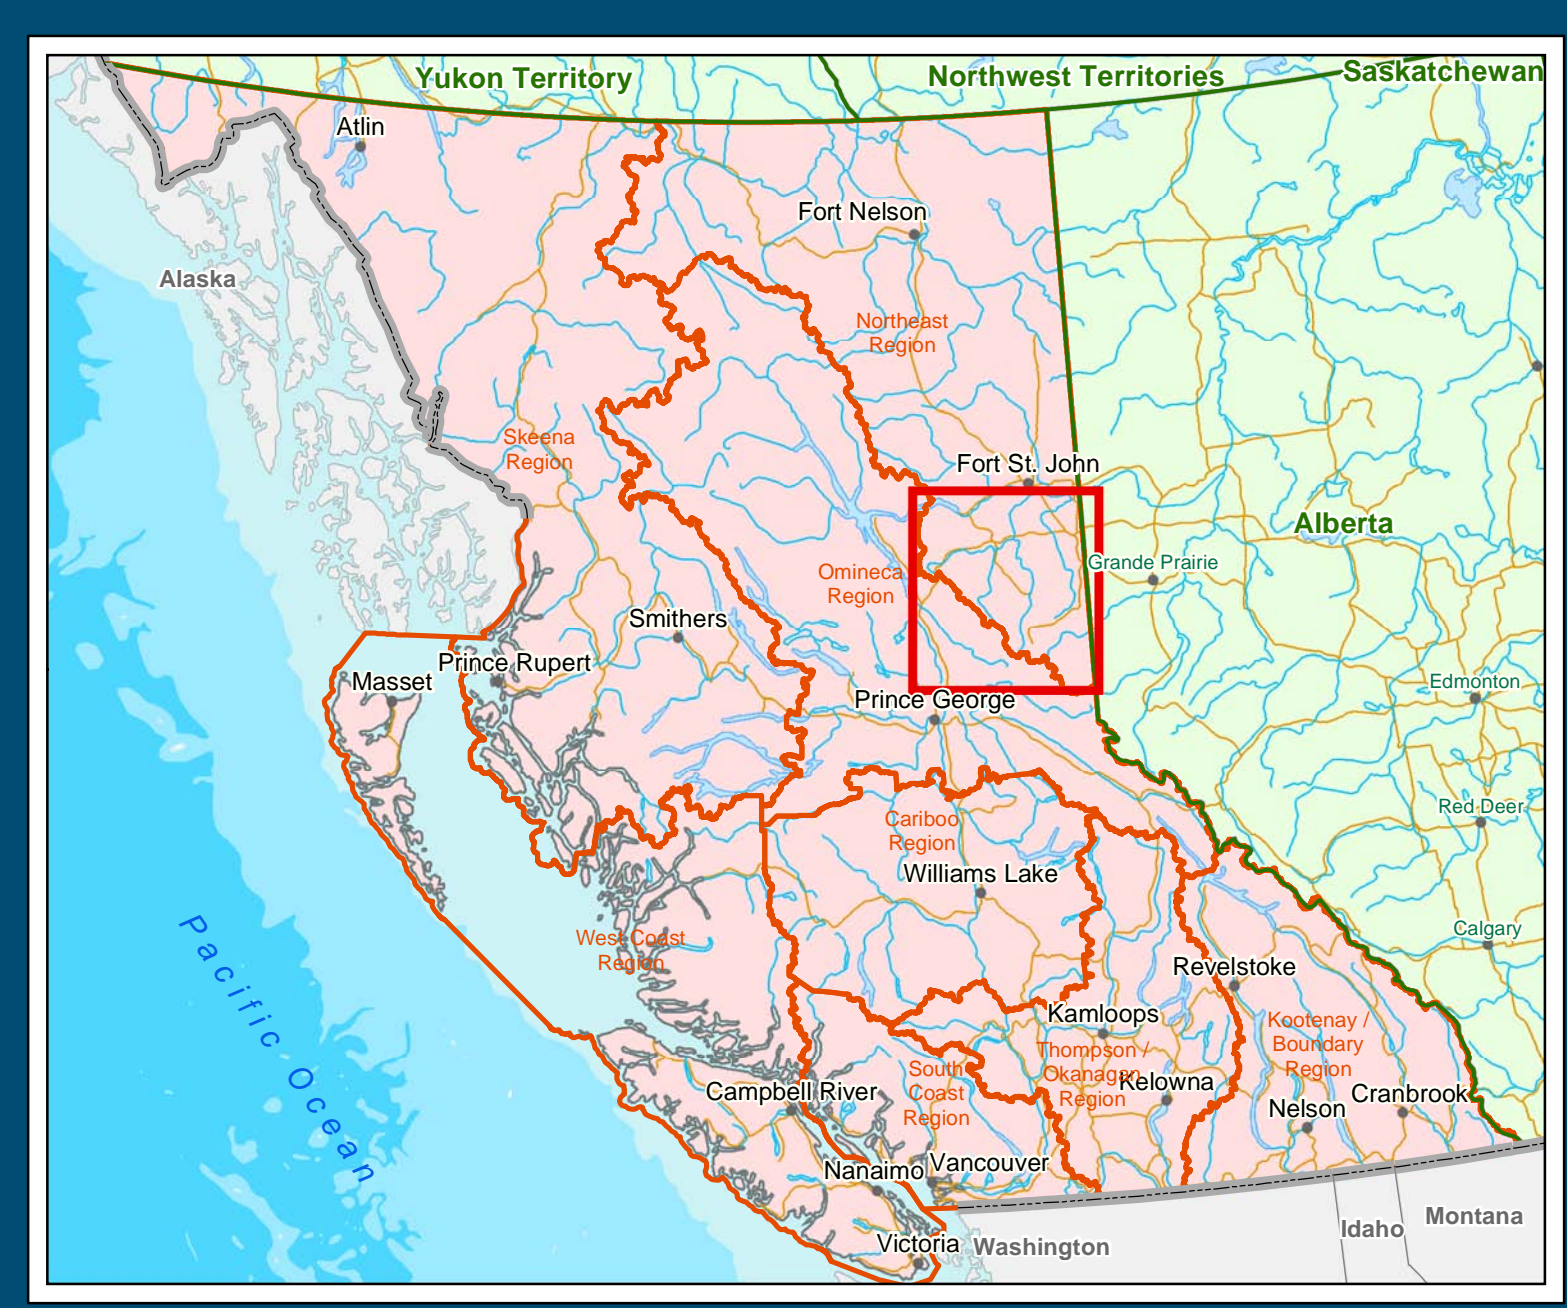 Yukon Territory
Northwest Territories
Saskatchewan
Atlin
Fort Nelson
Alaska
Northeast
Region
Skeena
Region
Fort St. John
Alberta
Grande Prairie
Omineca
Region
Smithers
Prince Rupert
Masset
Edmonton
Prince George
Red Deer
Cariboo
Region
Williams Lake
Calgary
West Coast
Region
Pacific Ocean
Revelstoke
Kamloops
Kootenay /
Boundary
Region
Thompson /
Okanagan
Region
South
Coast
Region
Kelowna
Campbell River
Cranbrook
Nelson
Nanaimo
Vancouver
Victoria
Washington
Idaho
Montana